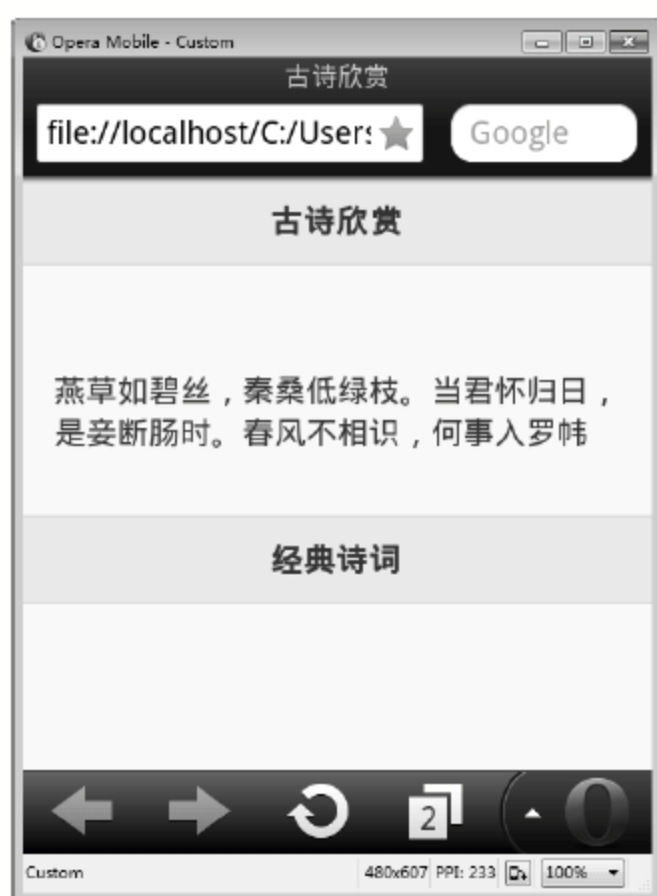 Opera Mobile - Custom
古诗欣赏
file://localhost/C:/Users
Google
古诗欣赏
燕草如碧丝，秦桑低绿枝。当君怀归日，
是妾断肠时。春风不相识，何事入罗帏
经典诗词
2
Custom
480x607 PPI: 233 100%